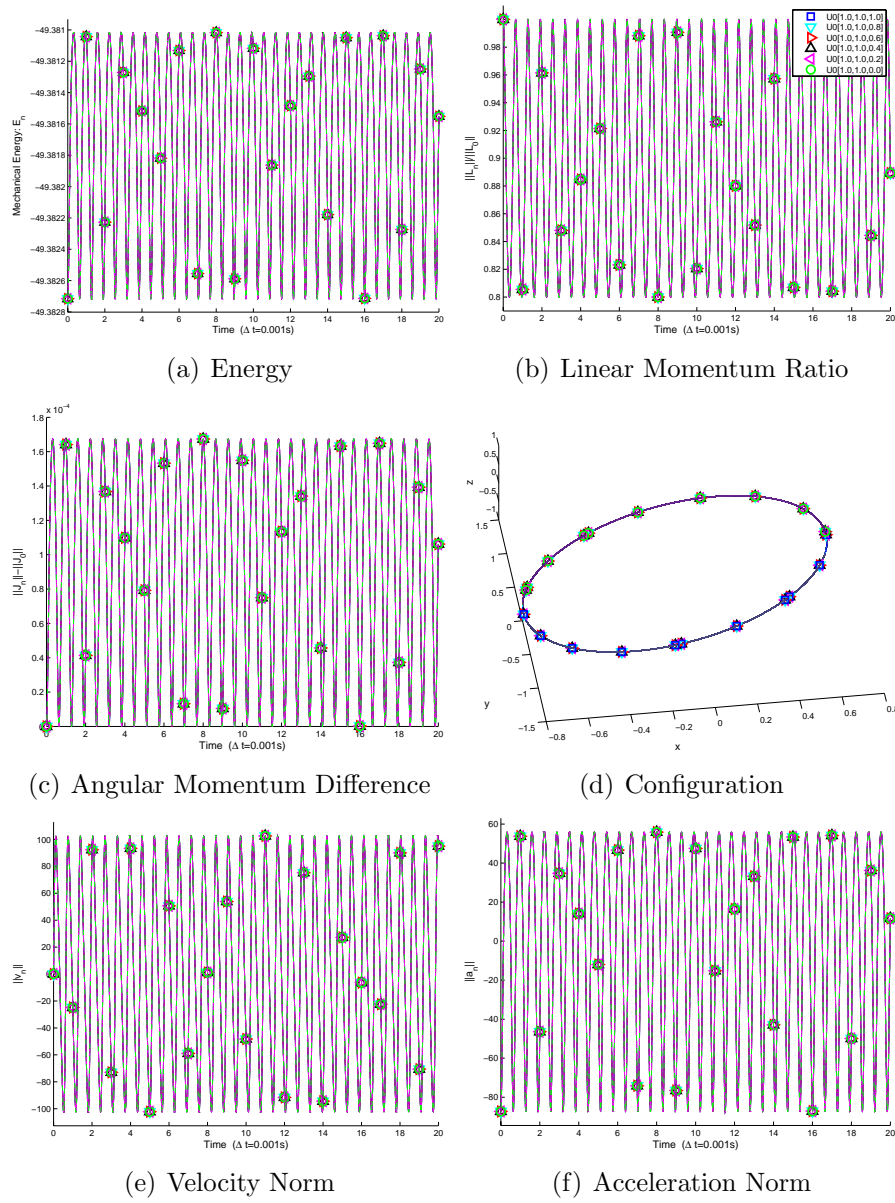 −49.381
−49.3812
−49.3814
−49.3816
−49.3818
−49.382
−49.3822
−49.3824
−49.3826
−49.3828
Mechanical Energy: E_n
0 2 4 6 8 10 12 14 16 18 20
Time (Δ t=0.001s)
(a) Energy
0.98
0.96
0.94
0.92
0.9
0.88
0.86
0.84
0.82
0.8
||L_n||/||L_0||
U0[1.0,1.0,1.0]
U0[1.0,1.0,0.8]
U0[1.0,1.0,0.6]
U0[1.0,1.0,0.4]
U0[1.0,1.0,0.2]
U0[1.0,1.0,0.0]
0 2 4 6 8 10 12 14 16 18 20
Time (Δ t=0.001s)
(b) Linear Momentum Ratio
x 10^-4
1.8
1.6
1.4
1.2
1
0.8
0.6
0.4
0.2
||J_n||−||J_0||
0 2 4 6 8 10 12 14 16 18 20
Time (Δ t=0.001s)
(c) Angular Momentum Difference
1
0.5
0
−0.5
−1
z
1.5
1
0.5
0
−0.5
−1
−1.5
y
−0.8 −0.6 −0.4 −0.2 0 0.2 0.4 0.6 0.8
x
(d) Configuration
100
80
60
40
20
0
−20
−40
−60
−80
−100
||v_n||
0 2 4 6 8 10 12 14 16 18 20
Time (Δ t=0.001s)
(e) Velocity Norm
60
40
20
0
−20
−40
−60
−80
||a_n||
0 2 4 6 8 10 12 14 16 18 20
Time (Δ t=0.001s)
(f) Acceleration Norm